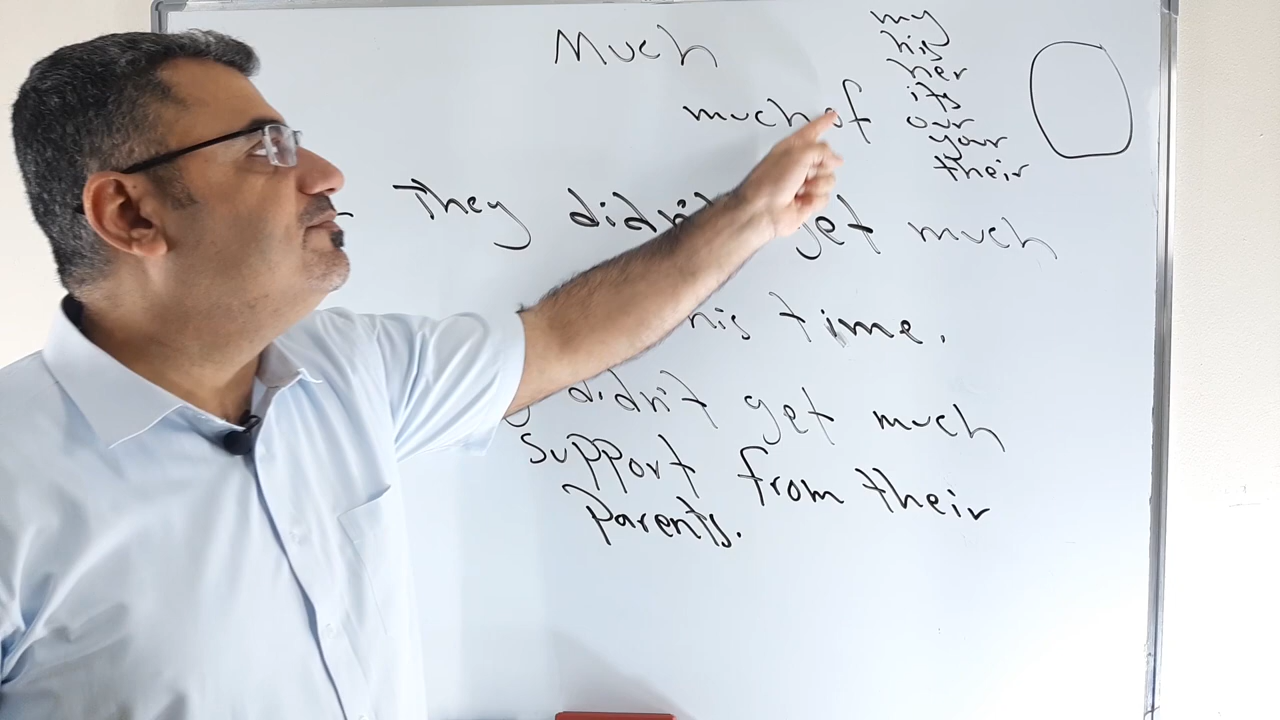 Much
much of
my
his
her
its
our
your
their
- They didn't get much
time.
didn't get much
support from their
parents.